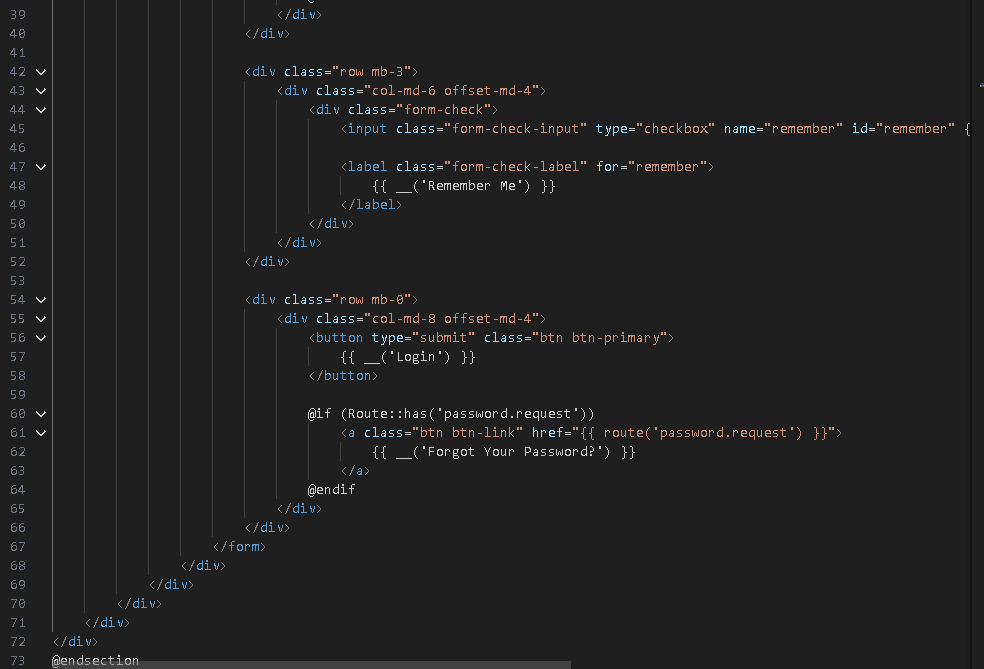 39 </div>
40 </div>
41
42 <div class="row mb-3">
43 <div class="col-md-6 offset-md-4">
44 <div class="form-check">
45 <input class="form-check-input" type="checkbox" name="remember" id="remember" {
46
47 <label class="form-check-label" for="remember">
48 {{ __('Remember Me') }}
49 </label>
50 </div>
51 </div>
52 </div>
53
54 <div class="row mb-0">
55 <div class="col-md-8 offset-md-4">
56 <button type="submit" class="btn btn-primary">
57 {{ __('Login') }}
58 </button>
59
60 @if (Route::has('password.request'))
61 <a class="btn btn-link" href="{{ route('password.request') }}">
62 {{ __('Forgot Your Password?') }}
63 </a>
64 @endif
65 </div>
66 </div>
67 </form>
68 </div>
69 </div>
70 </div>
71 </div>
72 </div>
73 @endsection